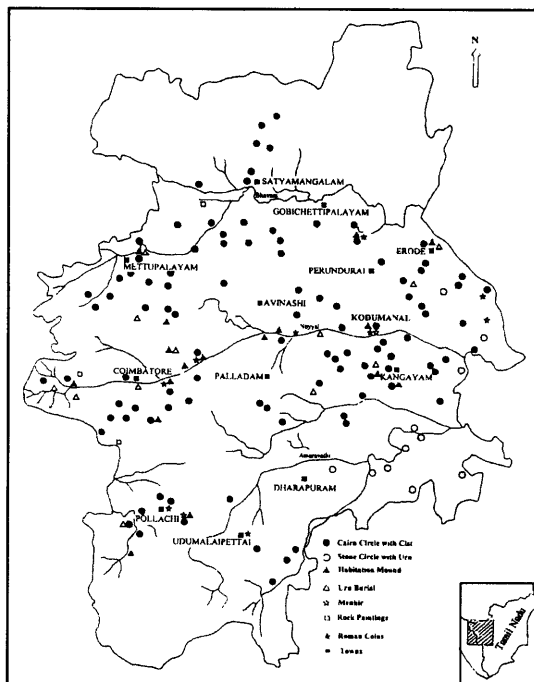 N
SATYAMANGALAM
Bhavani
GOBICHETTIPALAYAM
ERODE
METTUPALAYAM
PERUNDURAI
AVINASHI
KODUMANAL
Noyyal
COIMBATORE
PALLADAM
KANGAYAM
Amaravathi
DHARAPURAM
POLLACHI
UDUMALAIPETTAI
Cairn Circle with Cist
Stone Circle with Urn
Habitation Mound
Urn Burial
Menhir
Rock Paintings
Roman Coins
Towns
Tamil Nadu